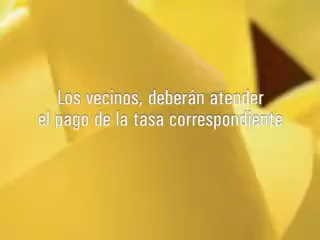 Los vecinos, deberán atender
el pago de la tasa correspondiente